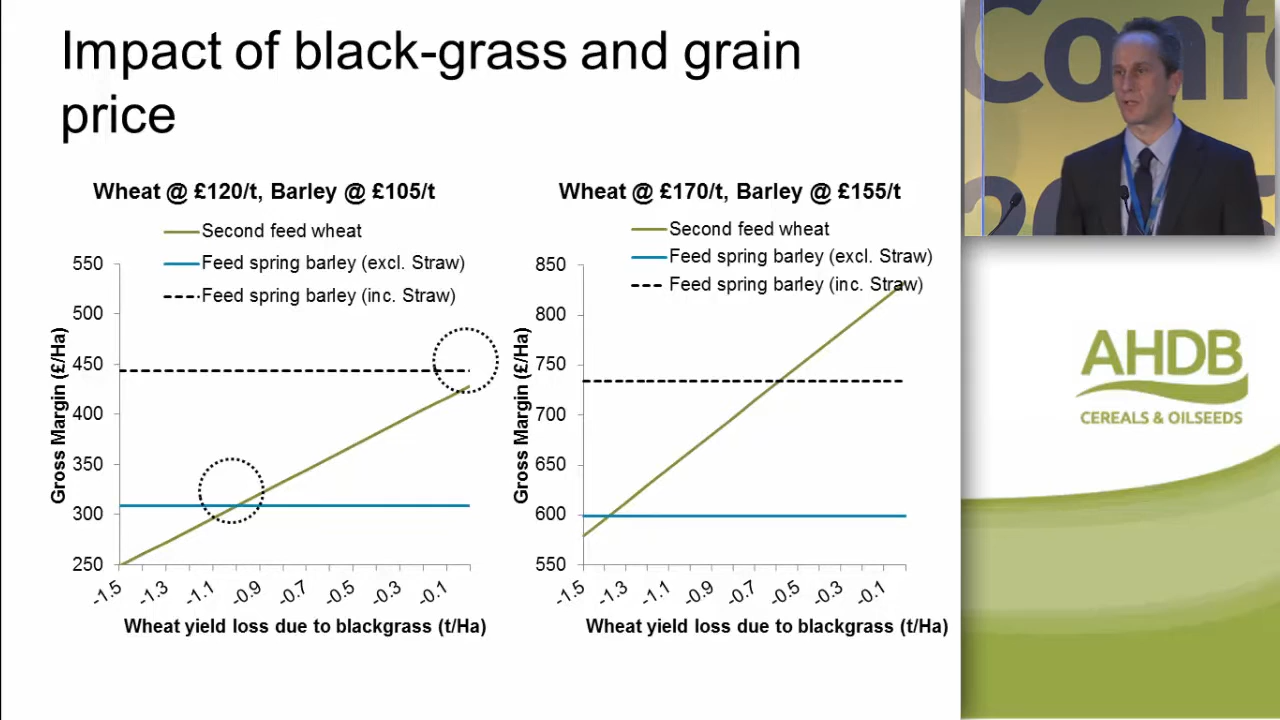 Impact of black-grass and grain
price
Wheat @ £120/t, Barley @ £105/t
Second feed wheat
Feed spring barley (excl. Straw)
Feed spring barley (inc. Straw)
550
500
450
400
350
300
250
Gross Margin (£/Ha)
-1.5
-1.3
-1.1
-0.9
-0.7
-0.5
-0.3
-0.1
Wheat yield loss due to blackgrass (t/Ha)
Wheat @ £170/t, Barley @ £155/t
Second feed wheat
Feed spring barley (excl. Straw)
Feed spring barley (inc. Straw)
850
800
750
700
650
600
550
Gross Margin (£/Ha)
-1.5
-1.3
-1.1
-0.9
-0.7
-0.5
-0.3
-0.1
Wheat yield loss due to blackgrass (t/Ha)
Conf
AHDB
CEREALS & OILSEEDS